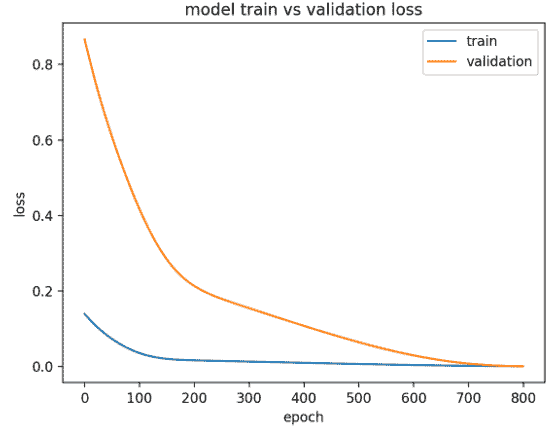 model train vs validation loss
train
validation
0.8
0.6
0.4
0.2
0.0
loss
0 100 200 300 400 500 600 700 800
epoch